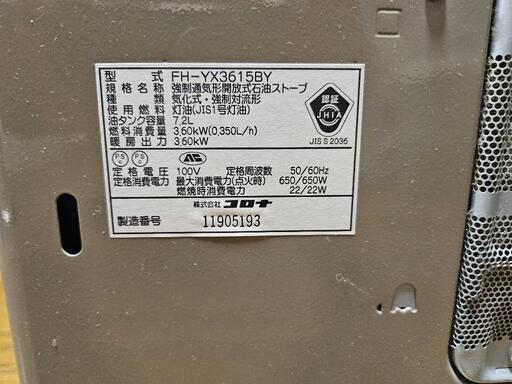 型 式 FH-YX3615BY
規 格 名 称 強制通気形開放式石油ストーブ
種 類 気化式・強制対流形
使 用 燃 料 灯油(JIS1号灯油)
油タンク容量 7.2L
燃料消費量 3.60kW(0.350L/h)
暖 房 出 力 3.60kW
認証
JHIA
JIS S 2036
PS
C
PS
C
定 格 電 圧 100V 定格周波数 50/60Hz
定格消費電力 最大消費電力(点火時) 650/650W
燃焼時消費電力 22/22W
株式会社 コロナ
製造番号 11905193